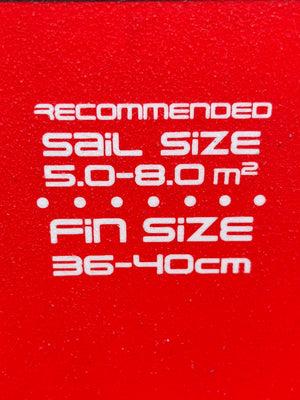 RECOMMENDED
SAIL SIZE
5.0-8.0 m²
FIN SIZE
36-40cm